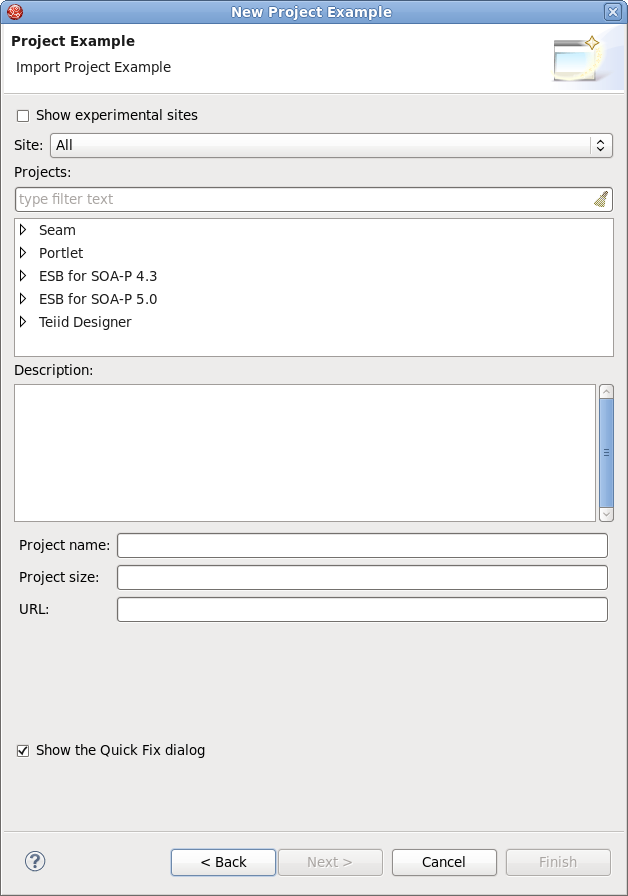 New Project Example
Project Example
Import Project Example
Show experimental sites
Site: All
Projects:
type filter text
Seam
Portlet
ESB for SOA-P 4.3
ESB for SOA-P 5.0
Teiid Designer
Description:
Project name:
Project size:
URL:
Show the Quick Fix dialog
? < Back Next > Cancel Finish